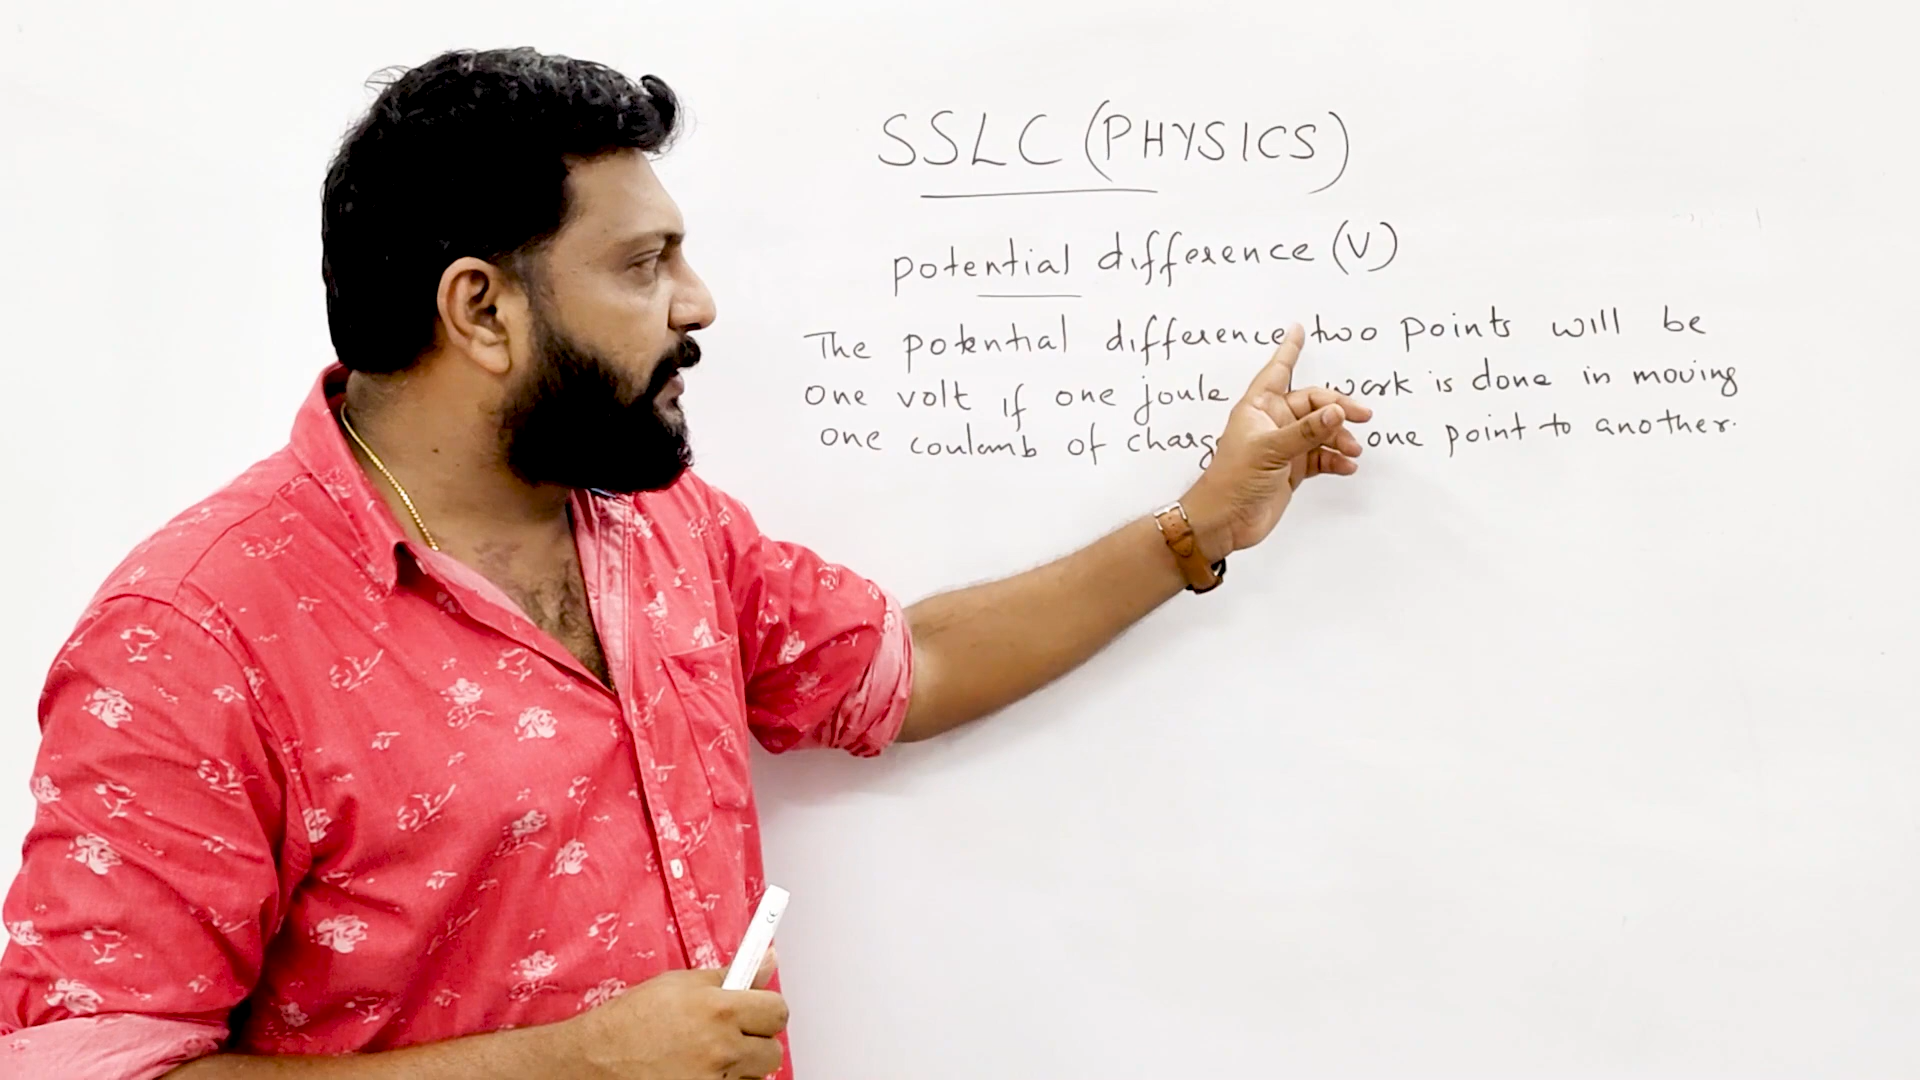 SSLC (PHYSICS)
potential difference (V)
The potential difference two points will be
one volt if one joule work is done in moving
one coulomb of one point to another.